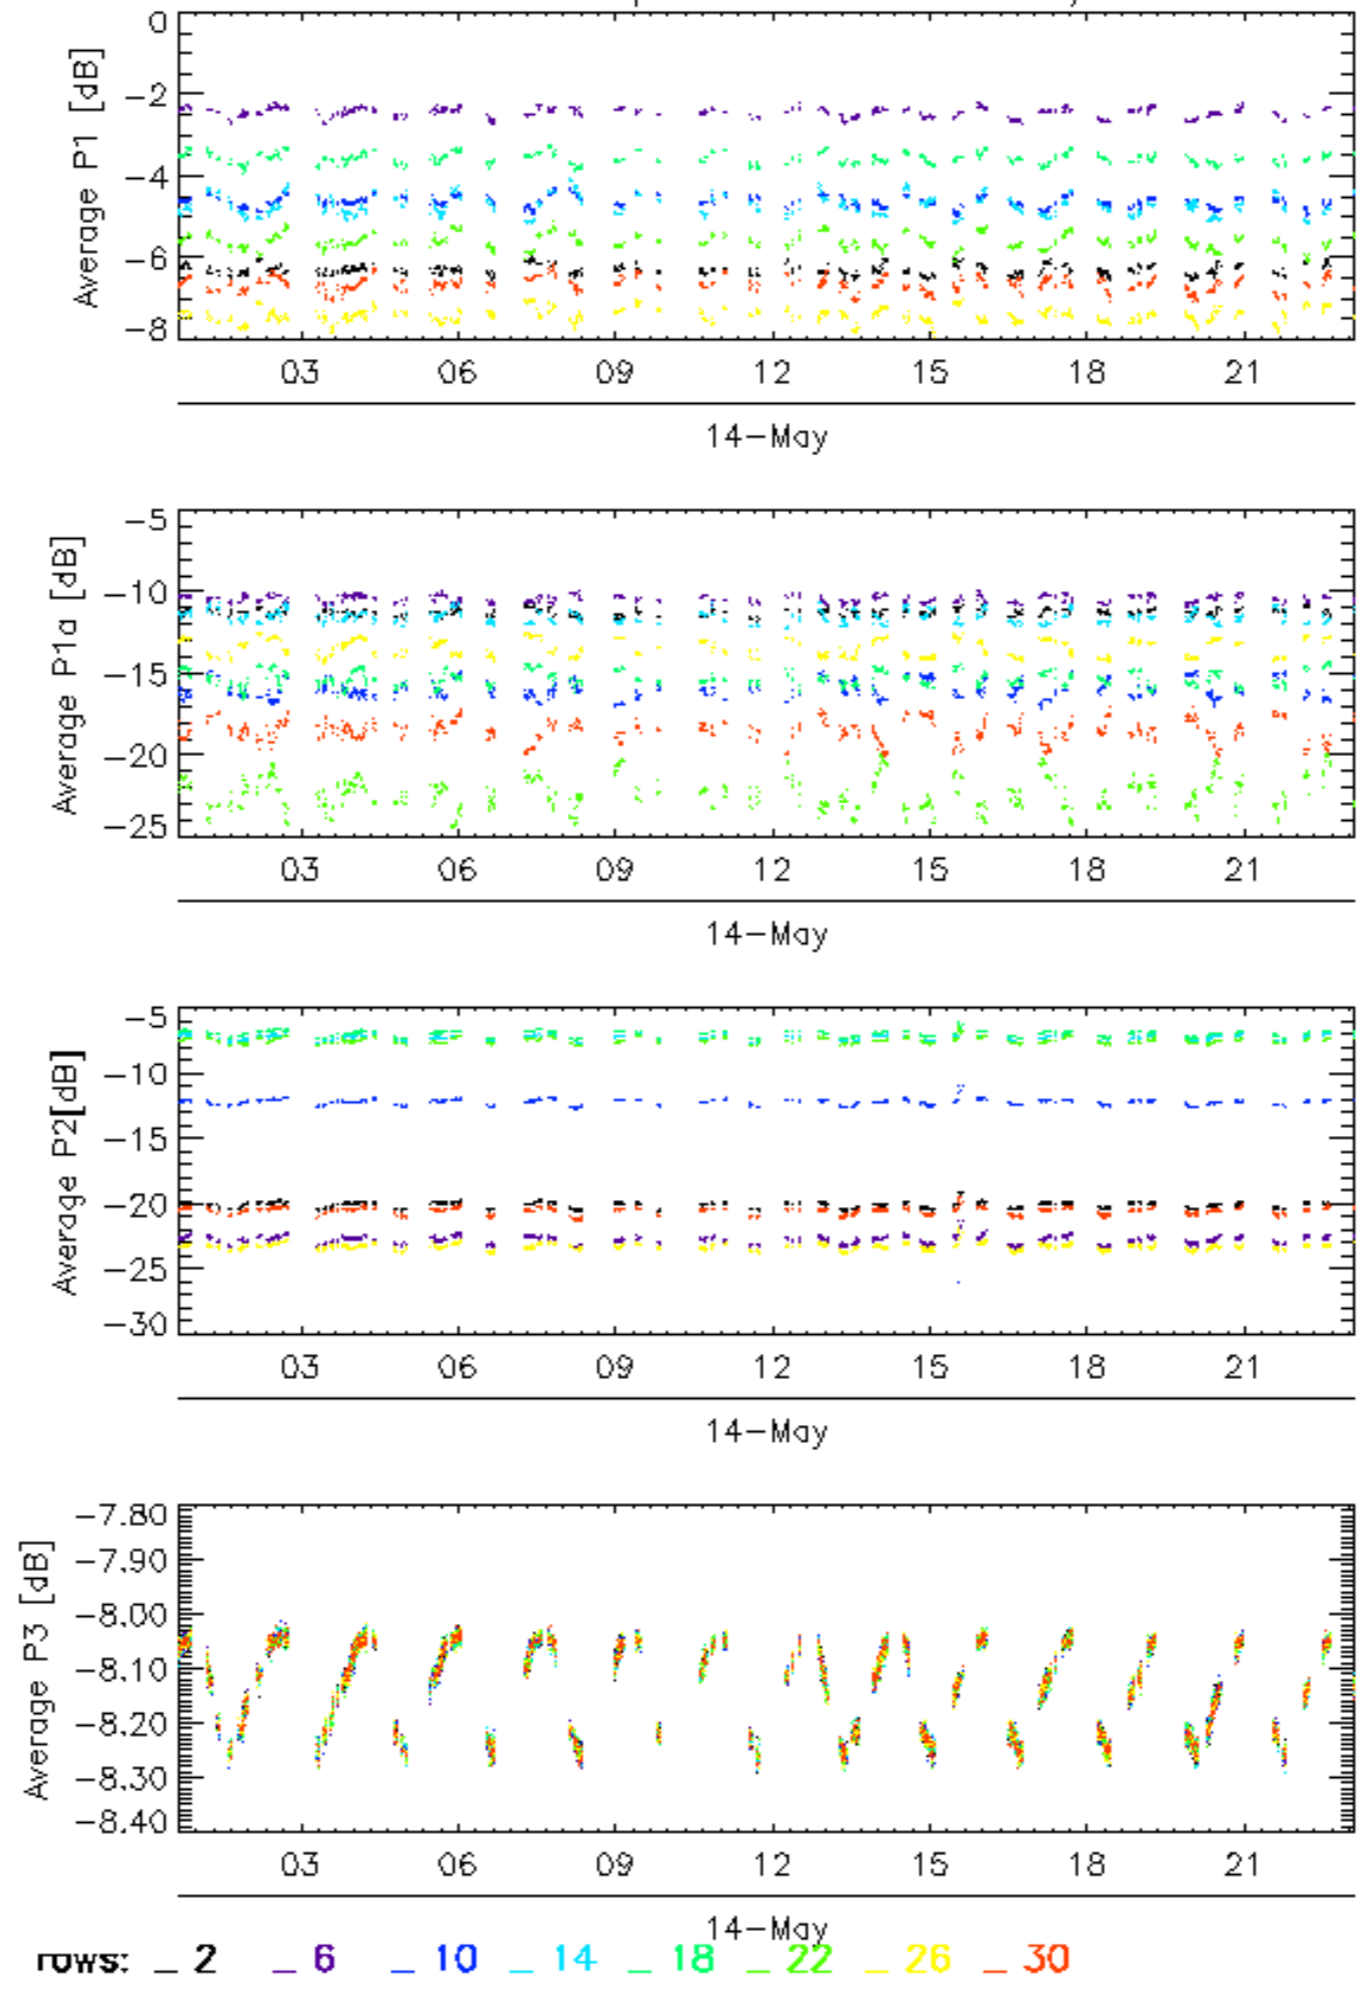 0
−2
−4
−6
−8
Average P1 [dB]
03 06 09 12 15 18 21
14−May
−5
−10
−15
−20
−25
Average P1a [dB]
03 06 09 12 15 18 21
14−May
−5
−10
−15
−20
−25
−30
Average P2[dB]
03 06 09 12 15 18 21
14−May
−7.80
−7.90
−8.00
−8.10
−8.20
−8.30
−8.40
Average P3 [dB]
03 06 09 12 15 18 21
14−May
rows: _ 2 _ 6 _ 10 _ 14 _ 18 _ 22 _ 26 _ 30